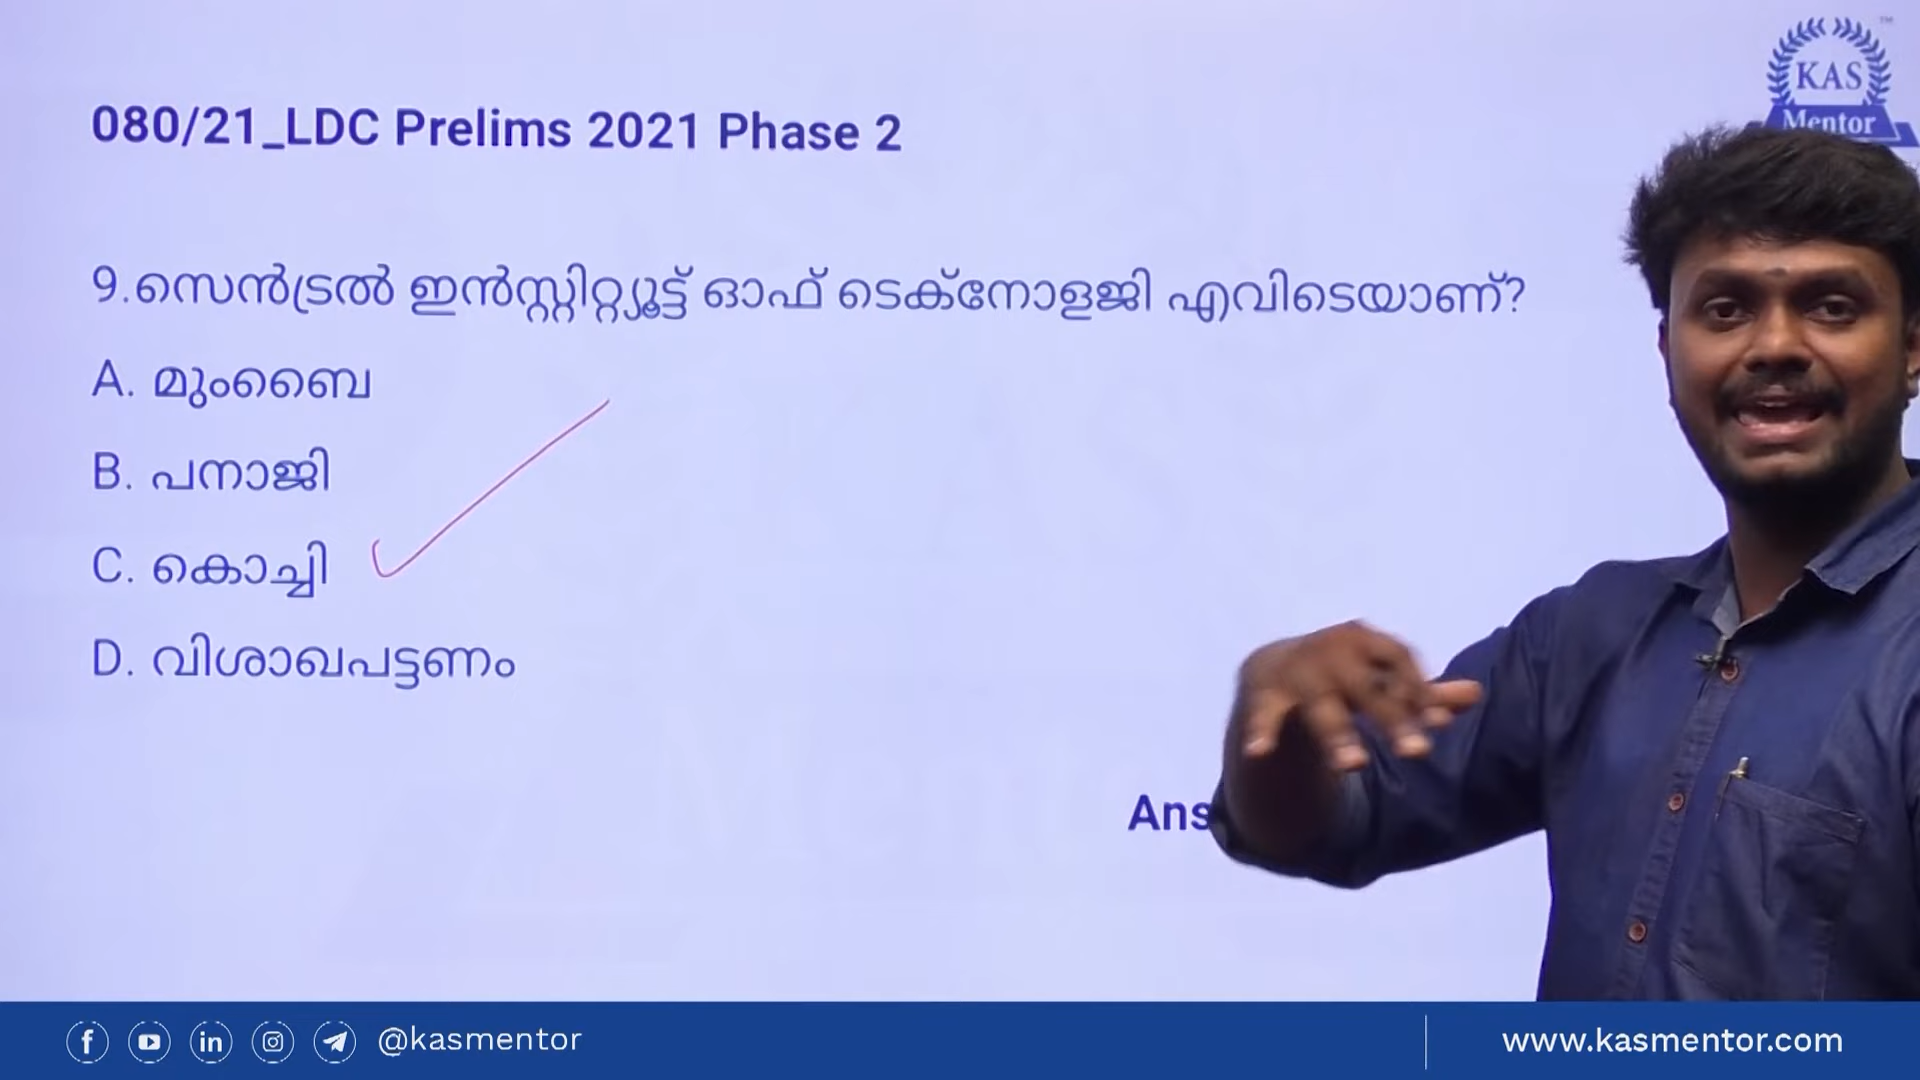 KAS
Mentor
TM
080/21_LDC Prelims 2021 Phase 2
9.സെൻട്രൽ ഇൻസ്റ്റിറ്റ്യൂട്ട് ഓഫ് ടെക്നോളജി എവിടെയാണ്?
A. മുംബൈ
B. പനാജി
C. കൊച്ചി
D. വിശാഖപട്ടണം
Ans
@kasmentor
www.kasmentor.com